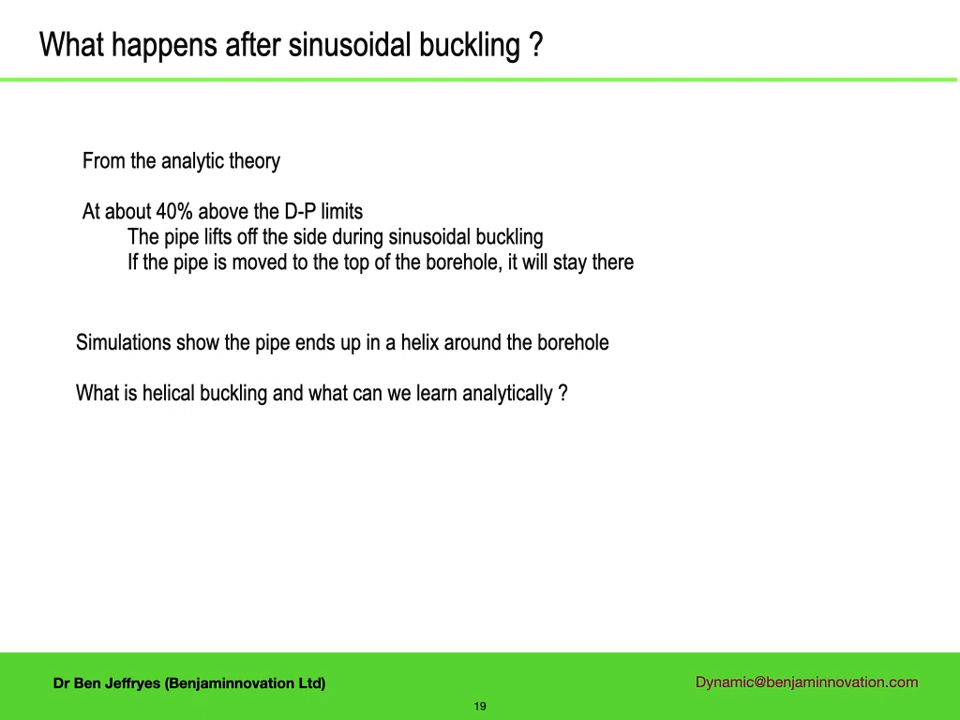 What happens after sinusoidal buckling ?
From the analytic theory
At about 40% above the D-P limits
The pipe lifts off the side during sinusoidal buckling
If the pipe is moved to the top of the borehole, it will stay there
Simulations show the pipe ends up in a helix around the borehole
What is helical buckling and what can we learn analytically ?
Dr Ben Jeffryes (Benjaminnovation Ltd)
Dynamic@benjaminnovation.com
19